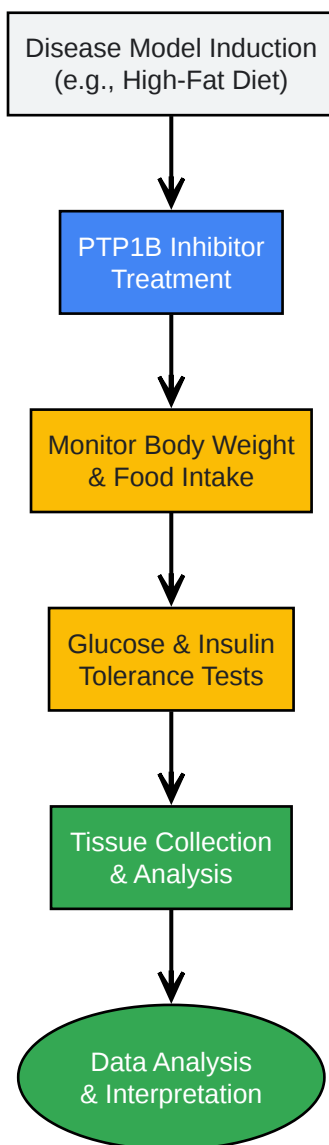 Disease Model Induction
(e.g., High-Fat Diet)
PTP1B Inhibitor
Treatment
Monitor Body Weight
& Food Intake
Glucose & Insulin
Tolerance Tests
Tissue Collection
& Analysis
Data Analysis
& Interpretation